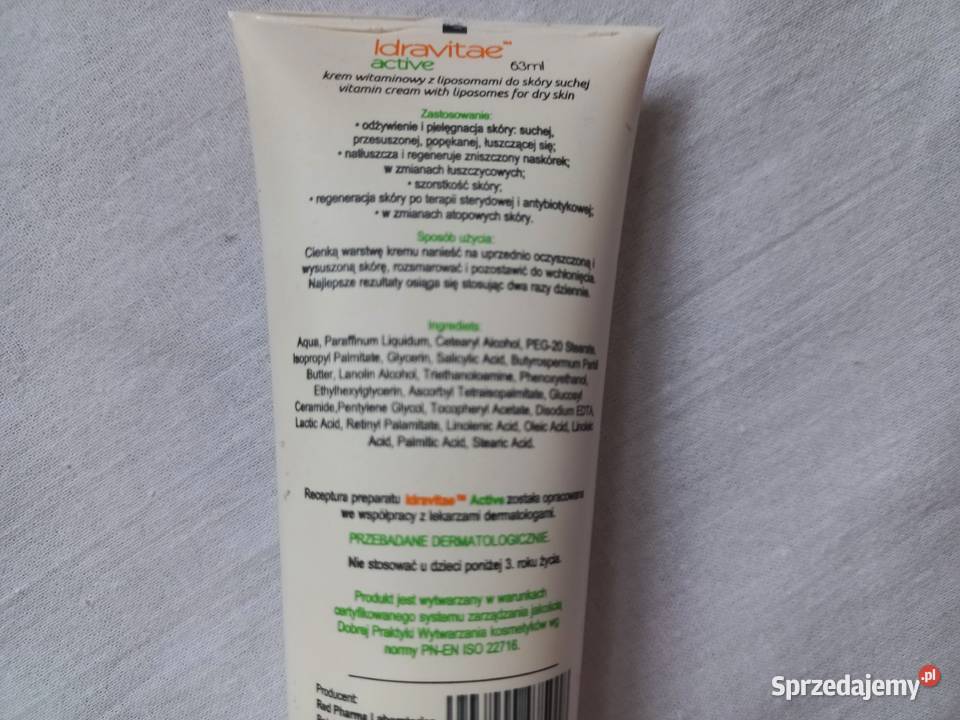 Idravitae™
active 63ml
krem witaminowy z liposomami do skóry suchej
vitamin cream with liposomes for dry skin
Zastosowanie:
• odżywienie i pielęgnacja skóry: suchej,
przesuszonej, popękanej, łuszczącej się;
• natłuszcza i regeneruje zniszczony naskórek;
w zmianach łuszczycowych;
• szorstkość skóry;
• regeneracja skóry po terapii sterydowej i antybiotykowej;
• w zmianach atopowych skóry.
Sposób użycia:
Cienką warstwę kremu nanieść na uprzednio oczyszczoną i
wysuszoną skórę, rozsmarować i pozostawić do wchłonięcia.
Najlepsze rezultaty osiąga się stosując dwa razy dziennie.
Ingrediets:
Aqua, Paraffinum Liquidum, Cetearyl Alcohol, PEG-20 Stearate,
Isopropyl Palmitate, Glycerin, Salicylic Acid, Butyrospermum Parkii
Butter, Lanolin Alcohol, Triethanoloamine, Phenoxyethanol,
Ethylhexylglycerin, Ascorbyl Tetraisopalmitate, Glucosyl
Ceramide,Pentylene Glycol, Tocopheryl Acetate, Disodium EDTA,
Lactic Acid, Retinyl Palamitate, Linolenic Acid, Oleic Acid, Linoleic
Acid, Palmitic Acid, Stearic Acid.
Receptura preparatu Idravitae™ Active została opracowana
we współpracy z lekarzami dermatologami.
PRZEBADANE DERMATOLOGICZNIE.
Nie stosować u dzieci poniżej 3. roku życia.
Produkt jest wytwarzany w warunkach
certyfikowanego systemu zarządzania jakością
Dobrej Praktyki Wytwarzania kosmetyków wg
normy PN-EN ISO 22716.
Producent:
Red Pharma Laboratories
Sprzedajemy.pl